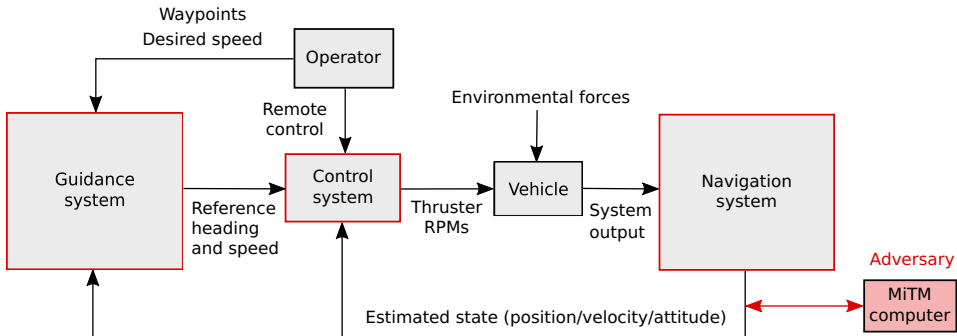 Waypoints
Desired speed
Operator
Remote
control
Environmental forces
Guidance
system
Reference
heading
and speed
Control
system
Thruster
RPMs
Vehicle
System
output
Navigation
system
Adversary
MiTM
computer
Estimated state (position/velocity/attitude)